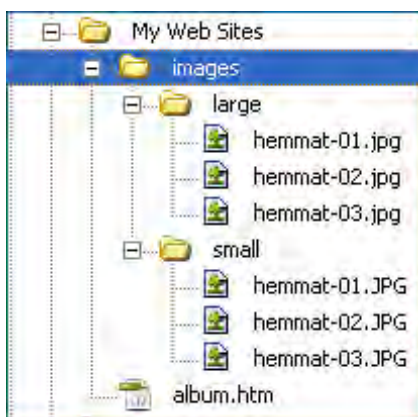 My Web Sites
images
large
hemmat-01.jpg
hemmat-02.jpg
hemmat-03.jpg
small
hemmat-01.JPG
hemmat-02.JPG
hemmat-03.JPG
album.htm